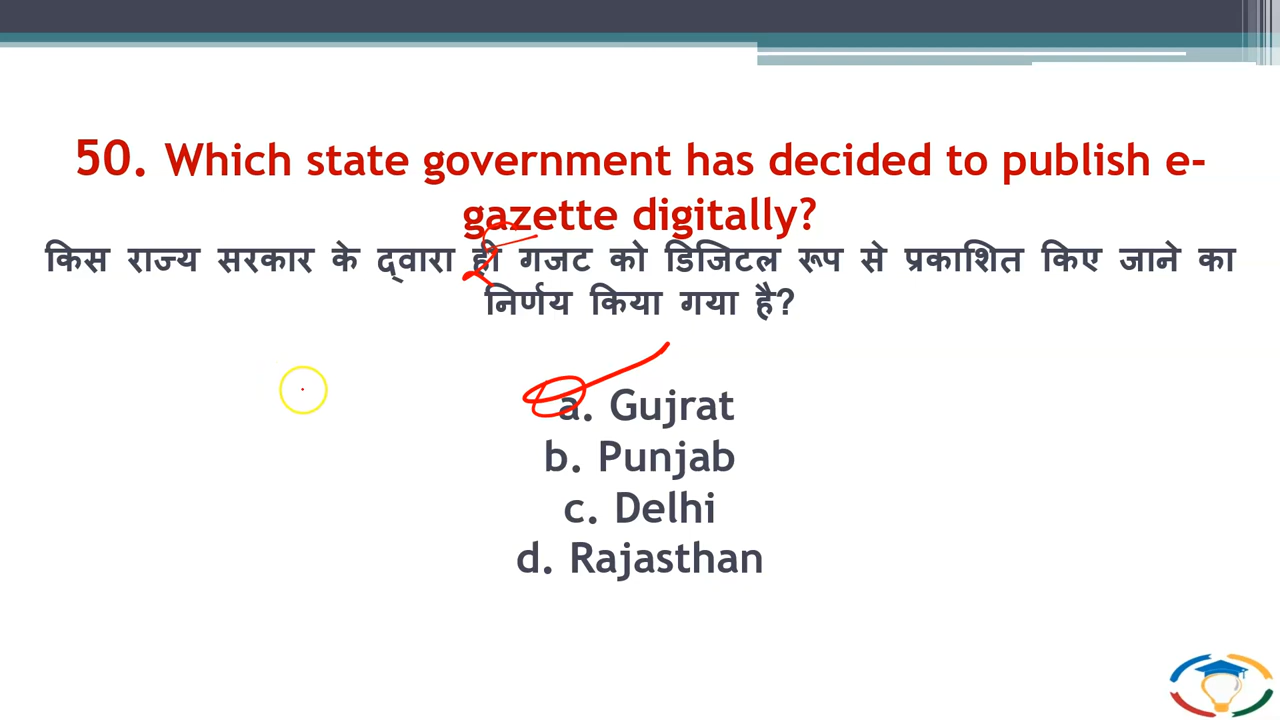 50. Which state government has decided to publish e-
gazette digitally?
किस राज्य सरकार के द्वारा ही गजट को डिजिटल रूप से प्रकाशित किए जाने का
निर्णय किया गया है?
a. Gujrat
b. Punjab
c. Delhi
d. Rajasthan